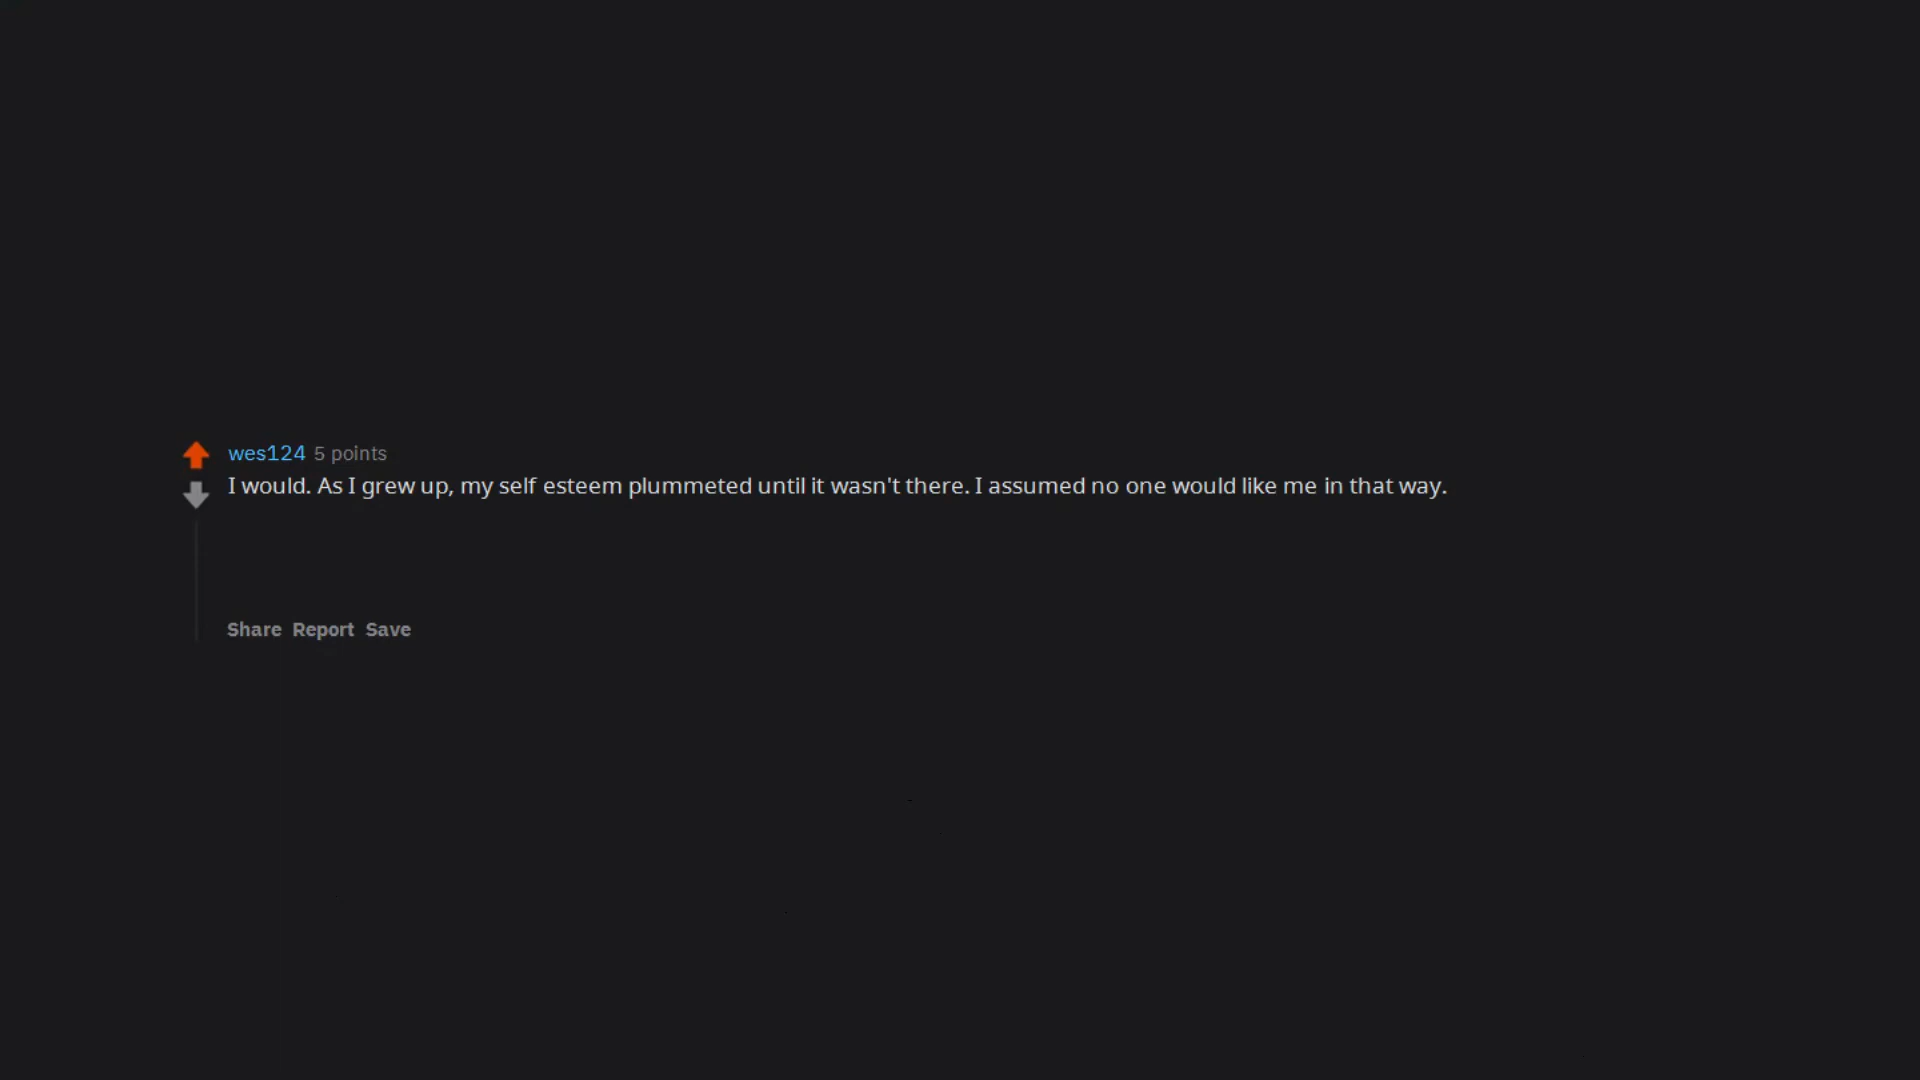 wes124 5 points
I would. As I grew up, my self esteem plummeted until it wasn't there. I assumed no one would like me in that way.
Share Report Save